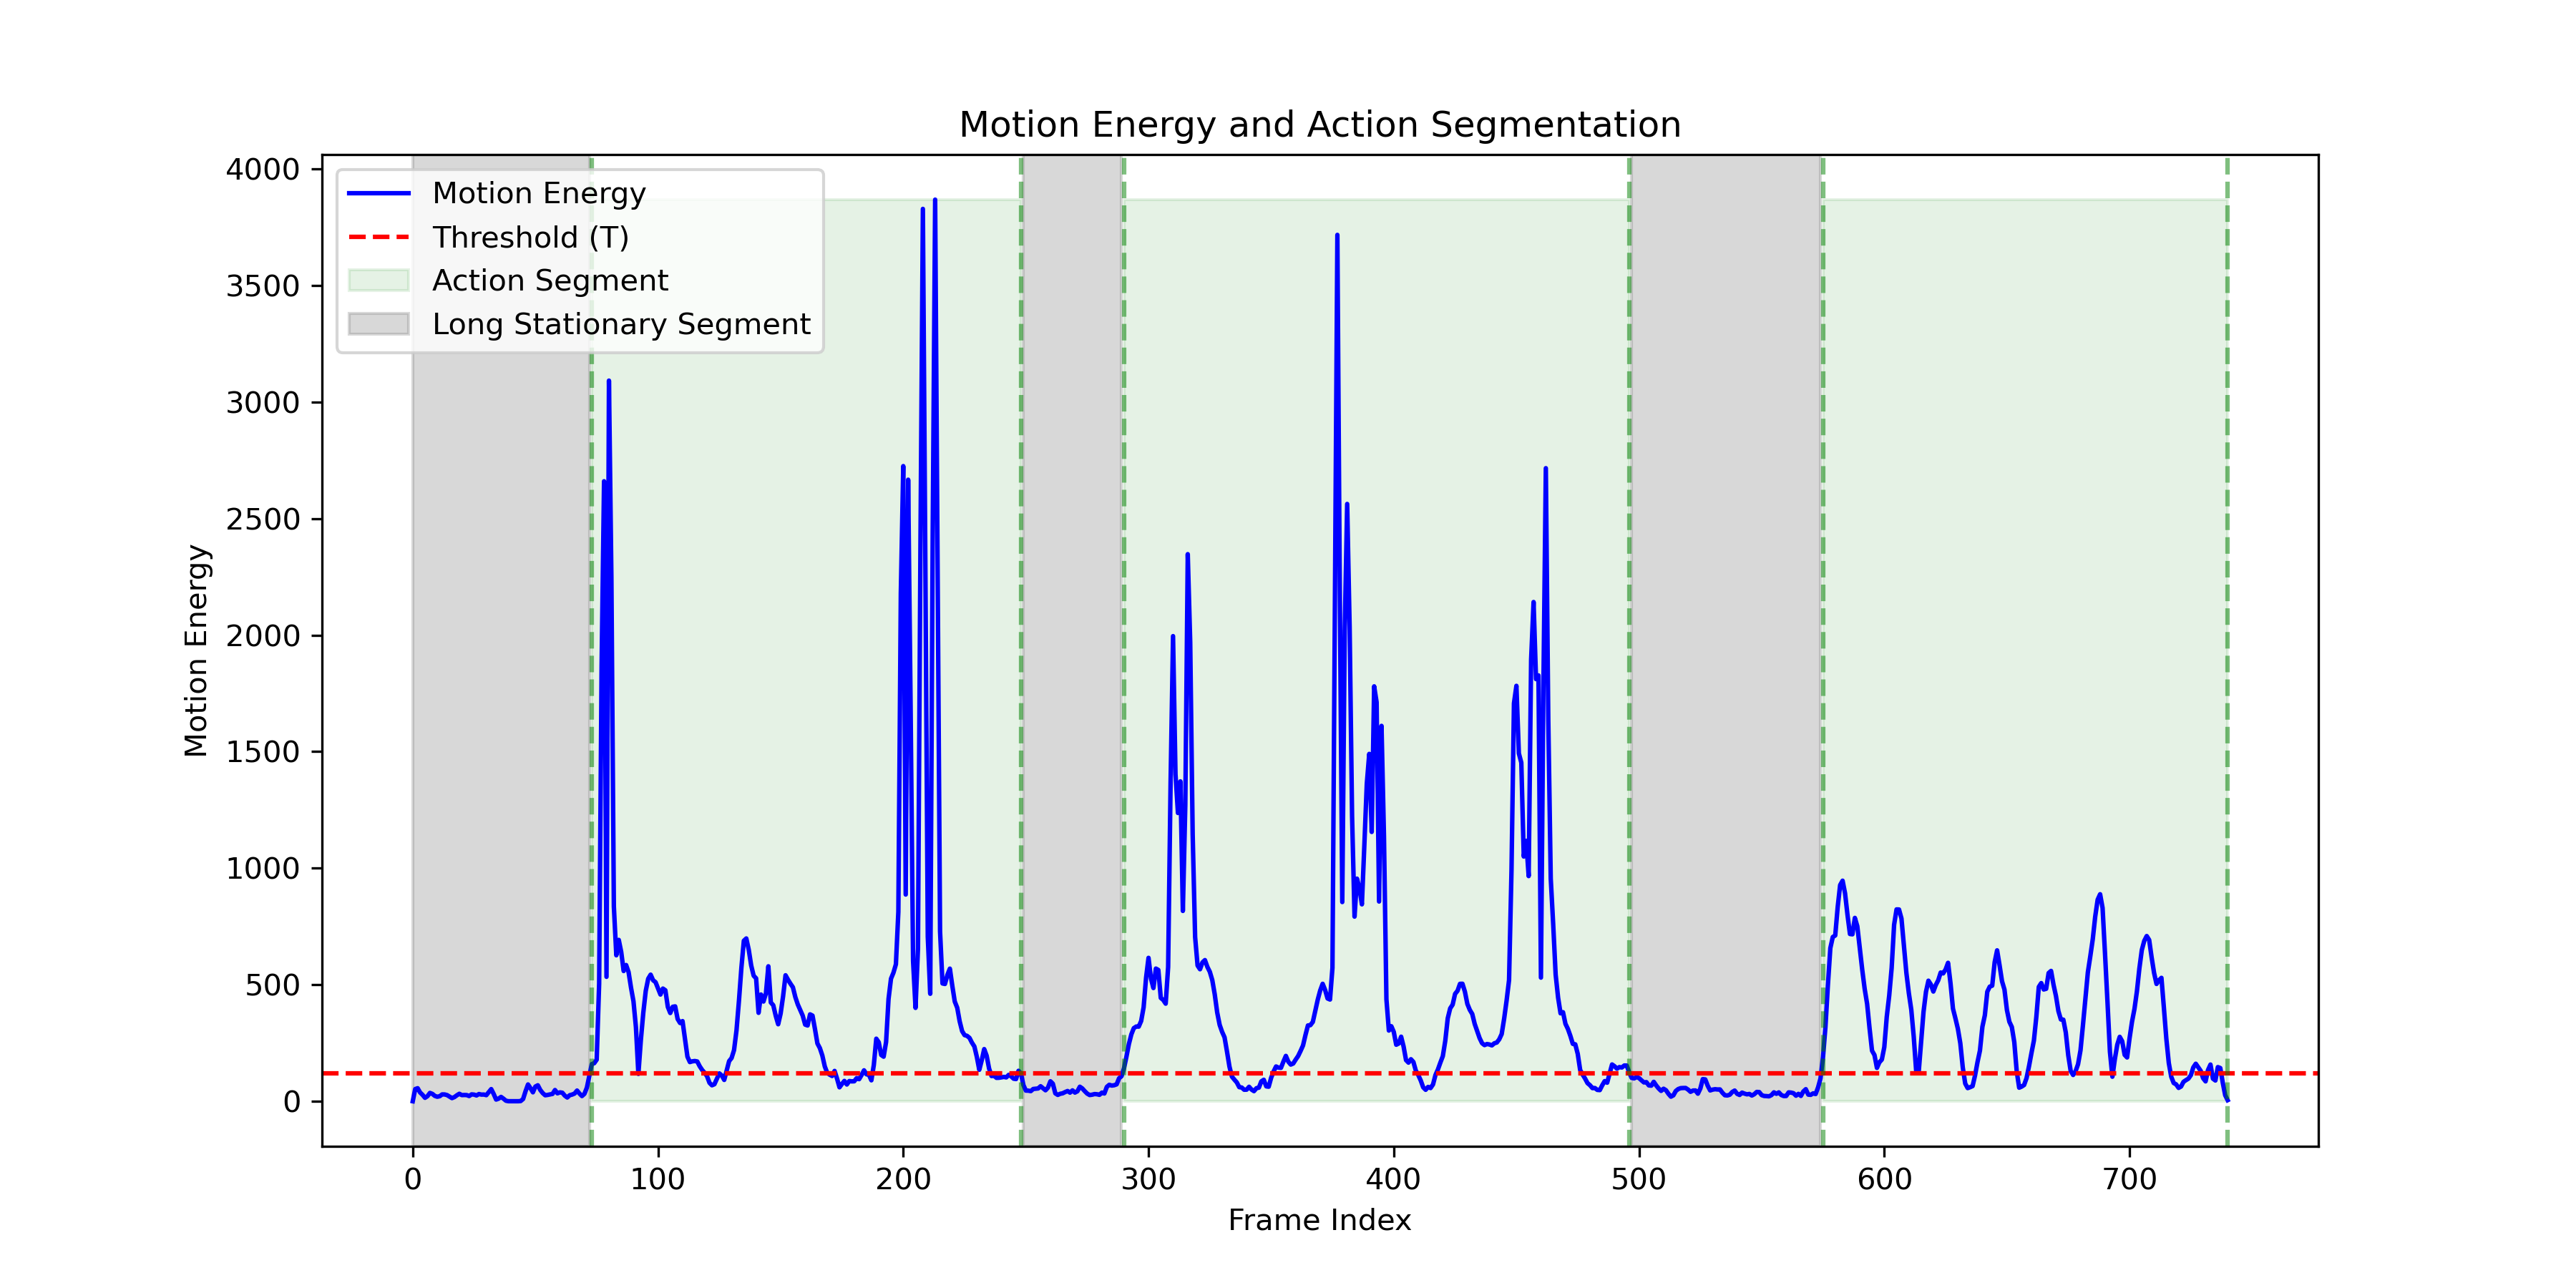 Motion Energy and Action Segmentation
4000
3500
3000
2500
2000
1500
1000
500
0
Motion Energy
Motion Energy
Threshold (T)
Action Segment
Long Stationary Segment
0 100 200 300 400 500 600 700
Frame Index